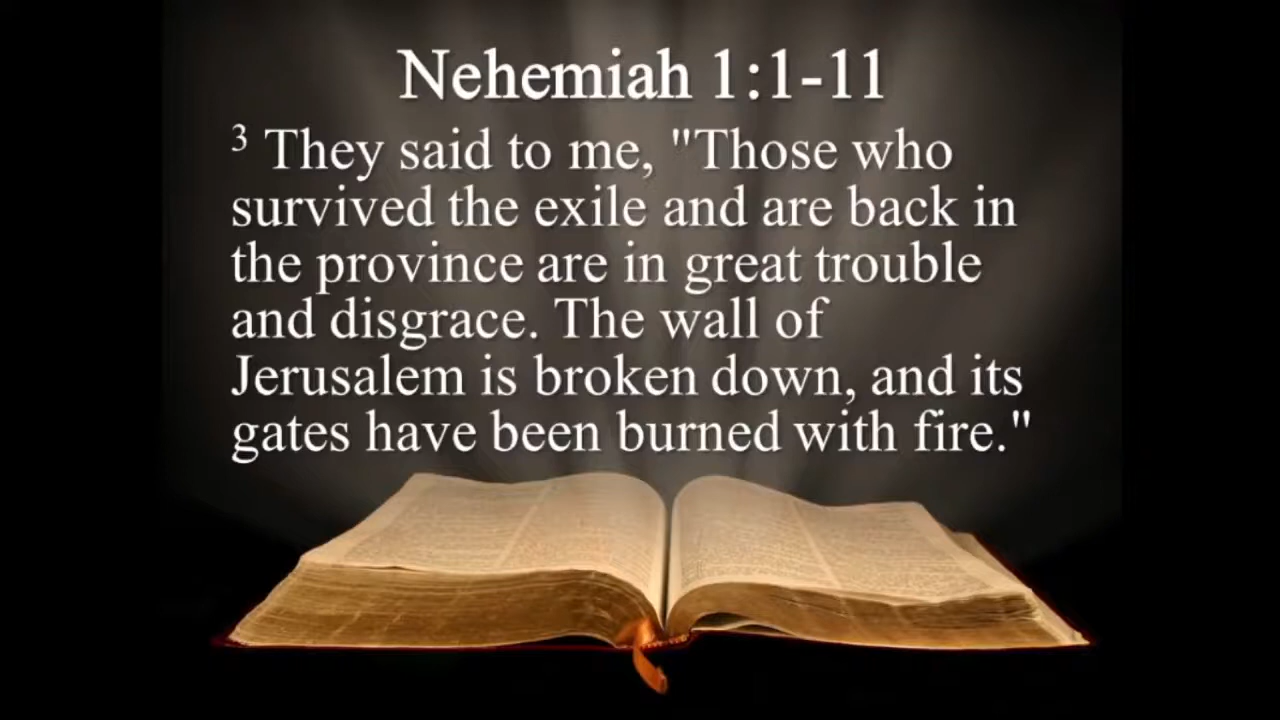 Nehemiah 1:1-11
3 They said to me, "Those who
survived the exile and are back in
the province are in great trouble
and disgrace. The wall of
Jerusalem is broken down, and its
gates have been burned with fire."